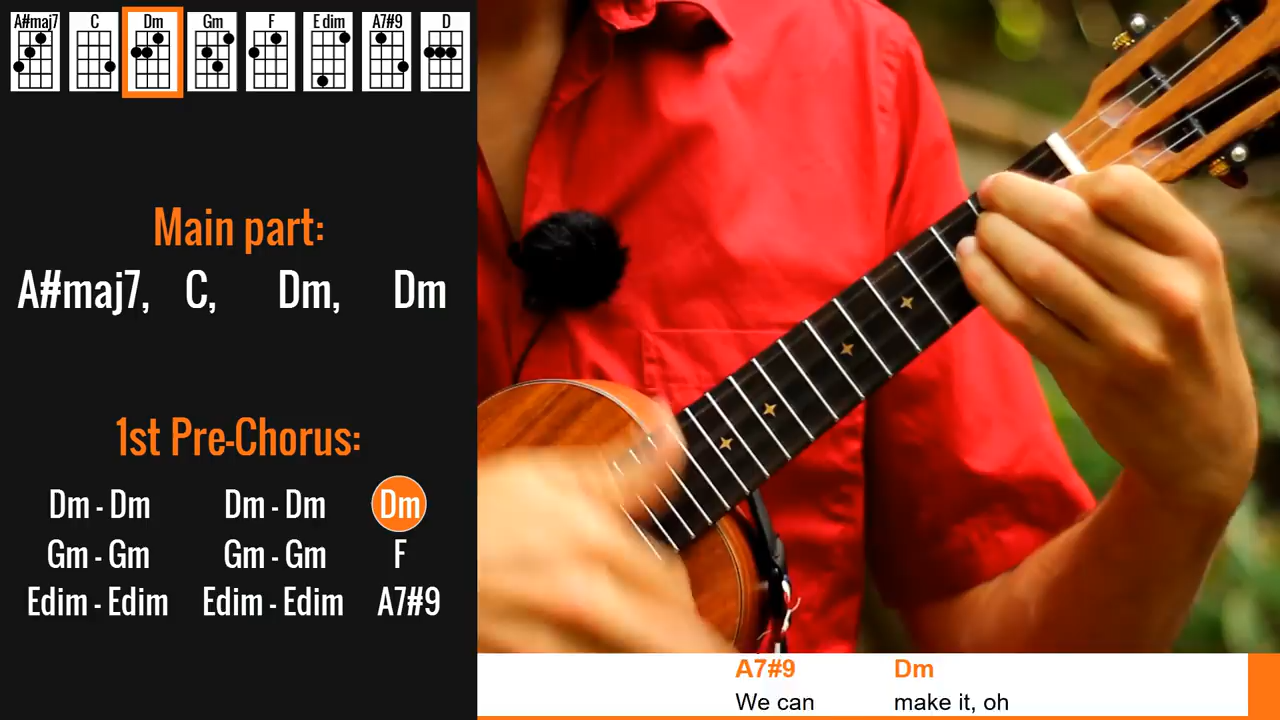 A#maj7 C Dm Gm F E dim A7#9 D
Main part:
A#maj7, C, Dm, Dm
1st Pre-Chorus:
Dm - Dm Dm - Dm Dm
Gm - Gm Gm - Gm F
Edim - Edim Edim - Edim A7#9
A7#9 Dm
We can make it, oh